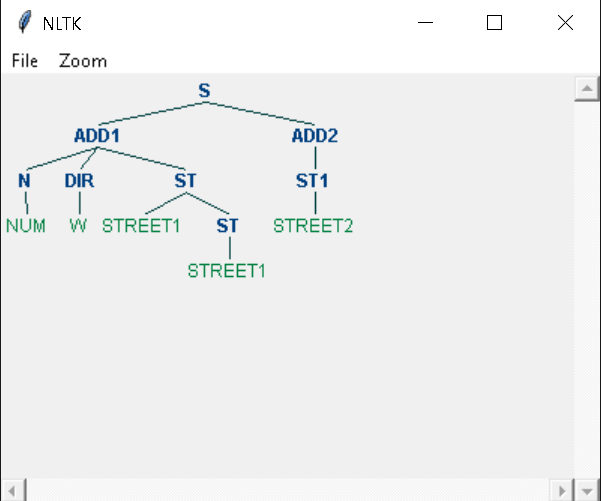 NLTK
File Zoom
S
ADD1 ADD2
N DIR ST ST1
NUM W STREET1 ST STREET2
STREET1